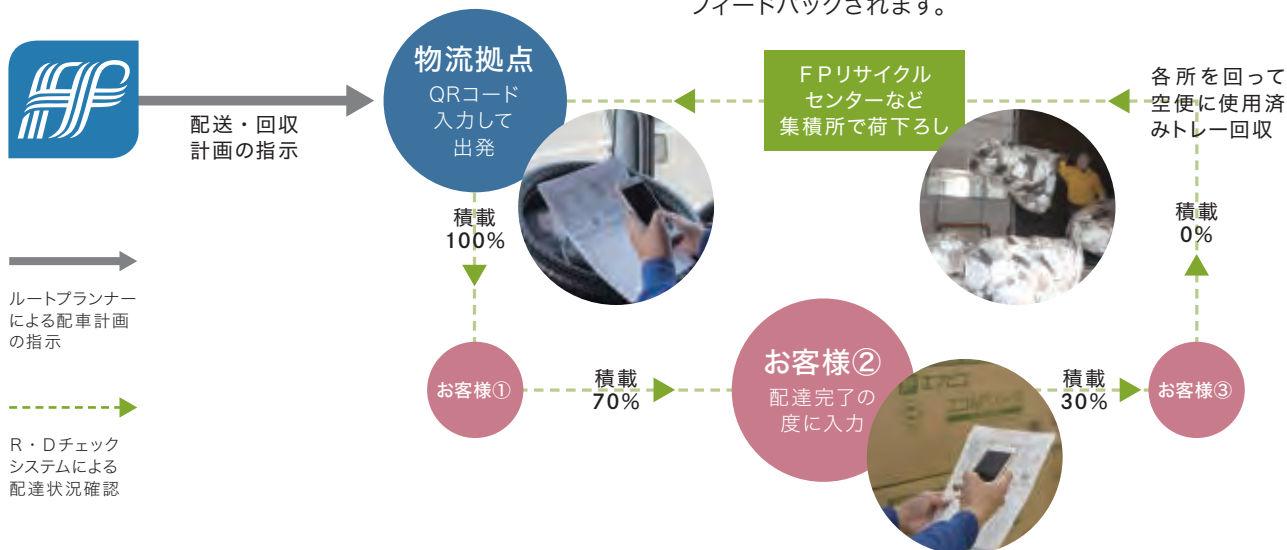 フィードバックされます。
配送・回収
計画の指示
物流拠点
QRコード
入力して
出発
FPリサイクル
センターなど
集積所で荷下ろし
各所を回って
空便に使用済
みトレー回収
積載
100%
積載
0%
ルートプランナー
による配車計画
の指示
お客様①
積載
70%
お客様②
配達完了の
度に入力
積載
30%
お客様③
R・Dチェック
システムによる
配達状況確認